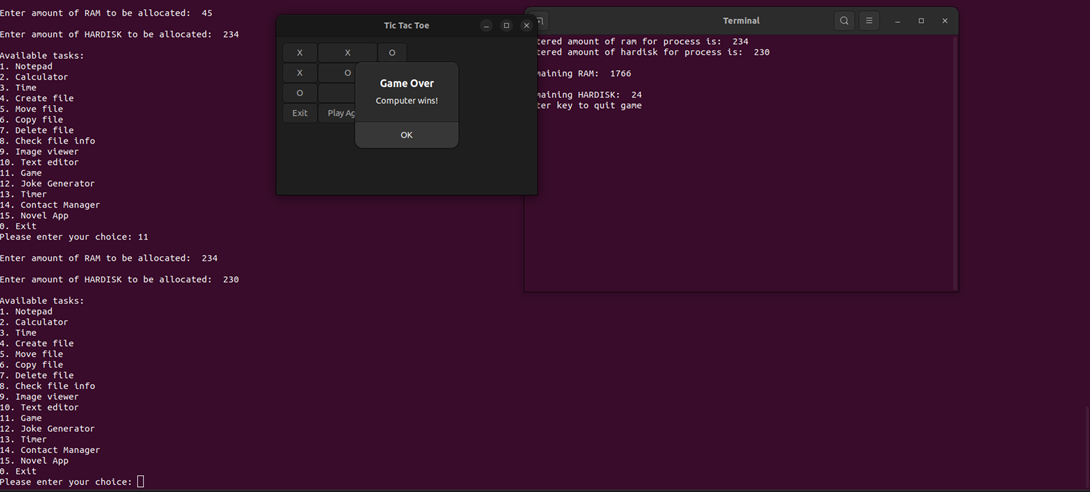 Enter amount of RAM to be allocated:  45
Enter amount of HARDISK to be allocated:  234
Available tasks:
1. Notepad
2. Calculator
3. Time
4. Create file
5. Move file
6. Copy file
7. Delete file
8. Check file info
9. Image viewer
10. Text editor
11. Game
12. Joke Generator
13. Timer
14. Contact Manager
15. Novel App
0. Exit
Please enter your choice: 11
Enter amount of RAM to be allocated:  234
Enter amount of HARDISK to be allocated:  230
Available tasks:
1. Notepad
2. Calculator
3. Time
4. Create file
5. Move file
6. Copy file
7. Delete file
8. Check file info
9. Image viewer
10. Text editor
11. Game
12. Joke Generator
13. Timer
14. Contact Manager
15. Novel App
0. Exit
Please enter your choice:
Tic Tac Toe
X X O
X O
O
Exit Play Ag
Game Over
Computer wins!
OK
Terminal
tered amount of ram for process is:  234
tered amount of hardisk for process is:  230
maining RAM:  1766
maining HARDISK:  24
ter key to quit game